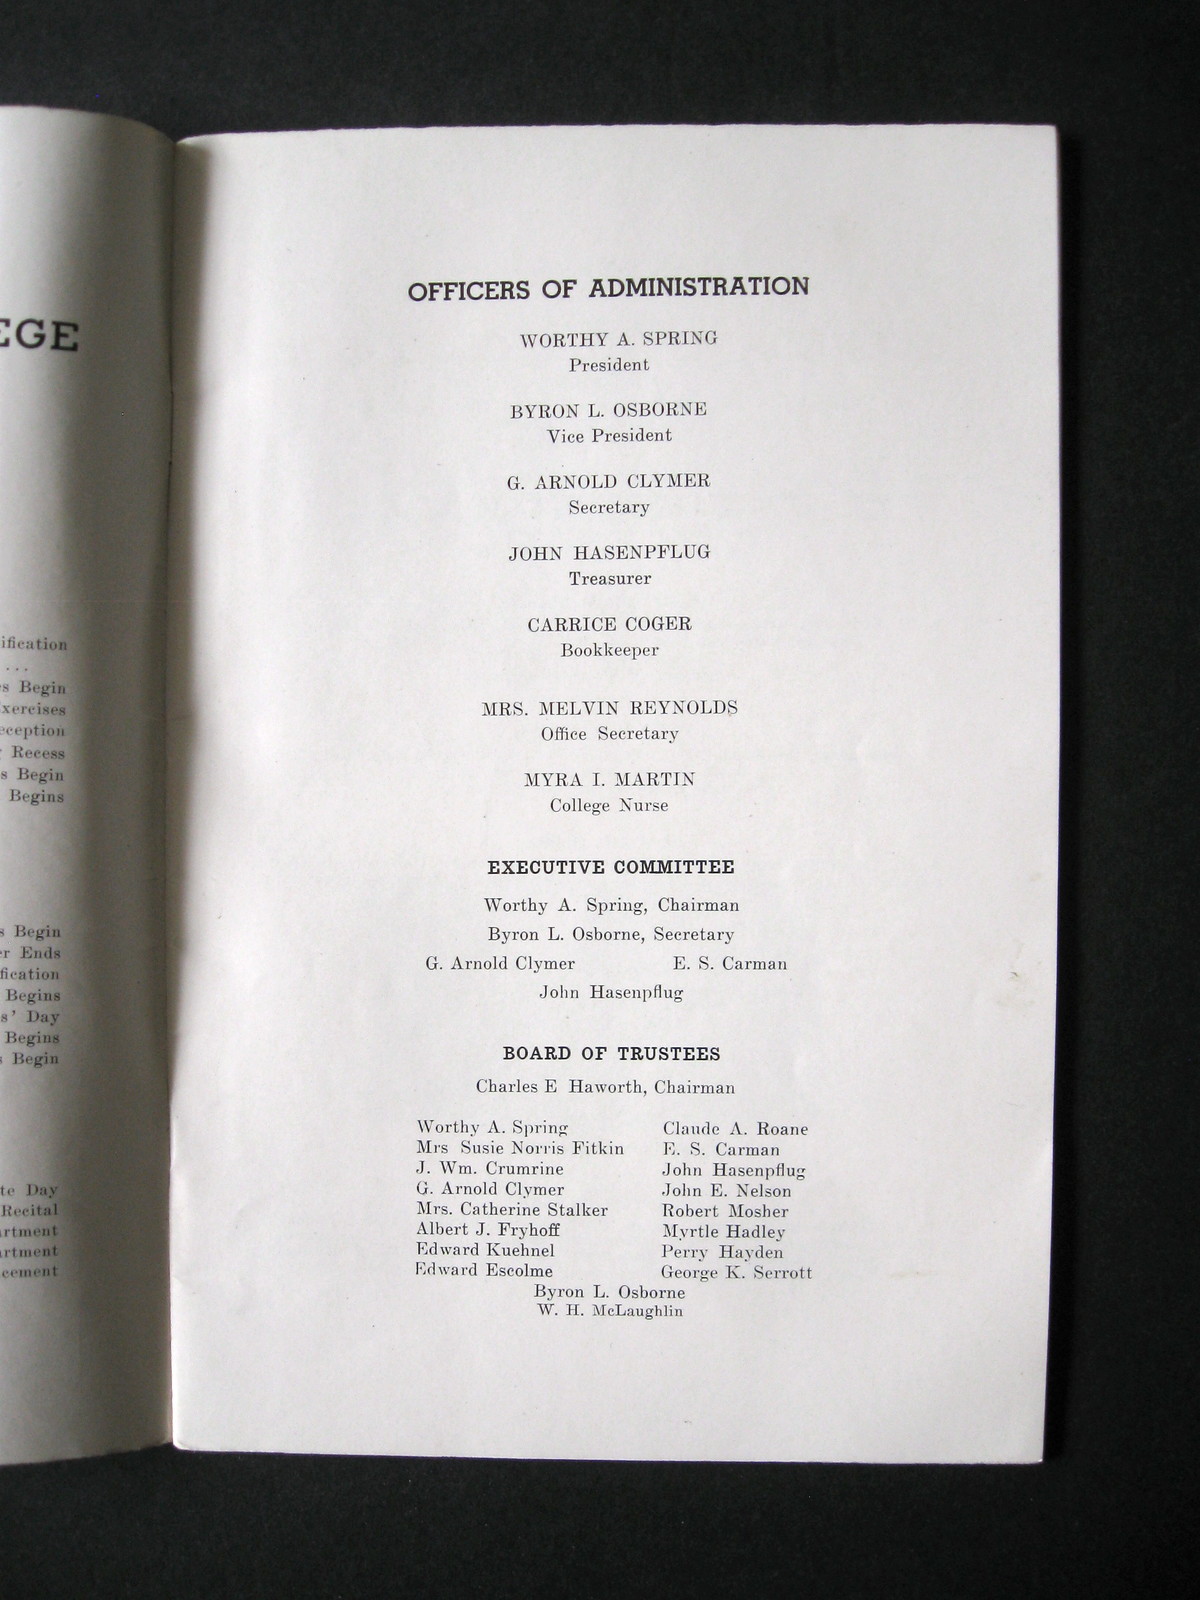 EGE
ification
...
s Begin
xercises
eception
Recess
s Begin
Begins
s Begin
r Ends
fication
Begins
s' Day
Begins
s Begin
te Day
Recital
rtment
artment
cement
OFFICERS OF ADMINISTRATION
WORTHY A. SPRING
President
BYRON L. OSBORNE
Vice President
G. ARNOLD CLYMER
Secretary
JOHN HASENPFLUG
Treasurer
CARRICE COGER
Bookkeeper
MRS. MELVIN REYNOLDS
Office Secretary
MYRA I. MARTIN
College Nurse
EXECUTIVE COMMITTEE
Worthy A. Spring, Chairman
Byron L. Osborne, Secretary
G. Arnold Clymer E. S. Carman
John Hasenpflug
BOARD OF TRUSTEES
Charles E Haworth, Chairman
Worthy A. Spring Claude A. Roane
Mrs Susie Norris Fitkin E. S. Carman
J. Wm. Crumrine John Hasenpflug
G. Arnold Clymer John E. Nelson
Mrs. Catherine Stalker Robert Mosher
Albert J. Fryhoff Myrtle Hadley
Edward Kuehnel Perry Hayden
Edward Escolme George K. Serrott
Byron L. Osborne
W. H. McLaughlin